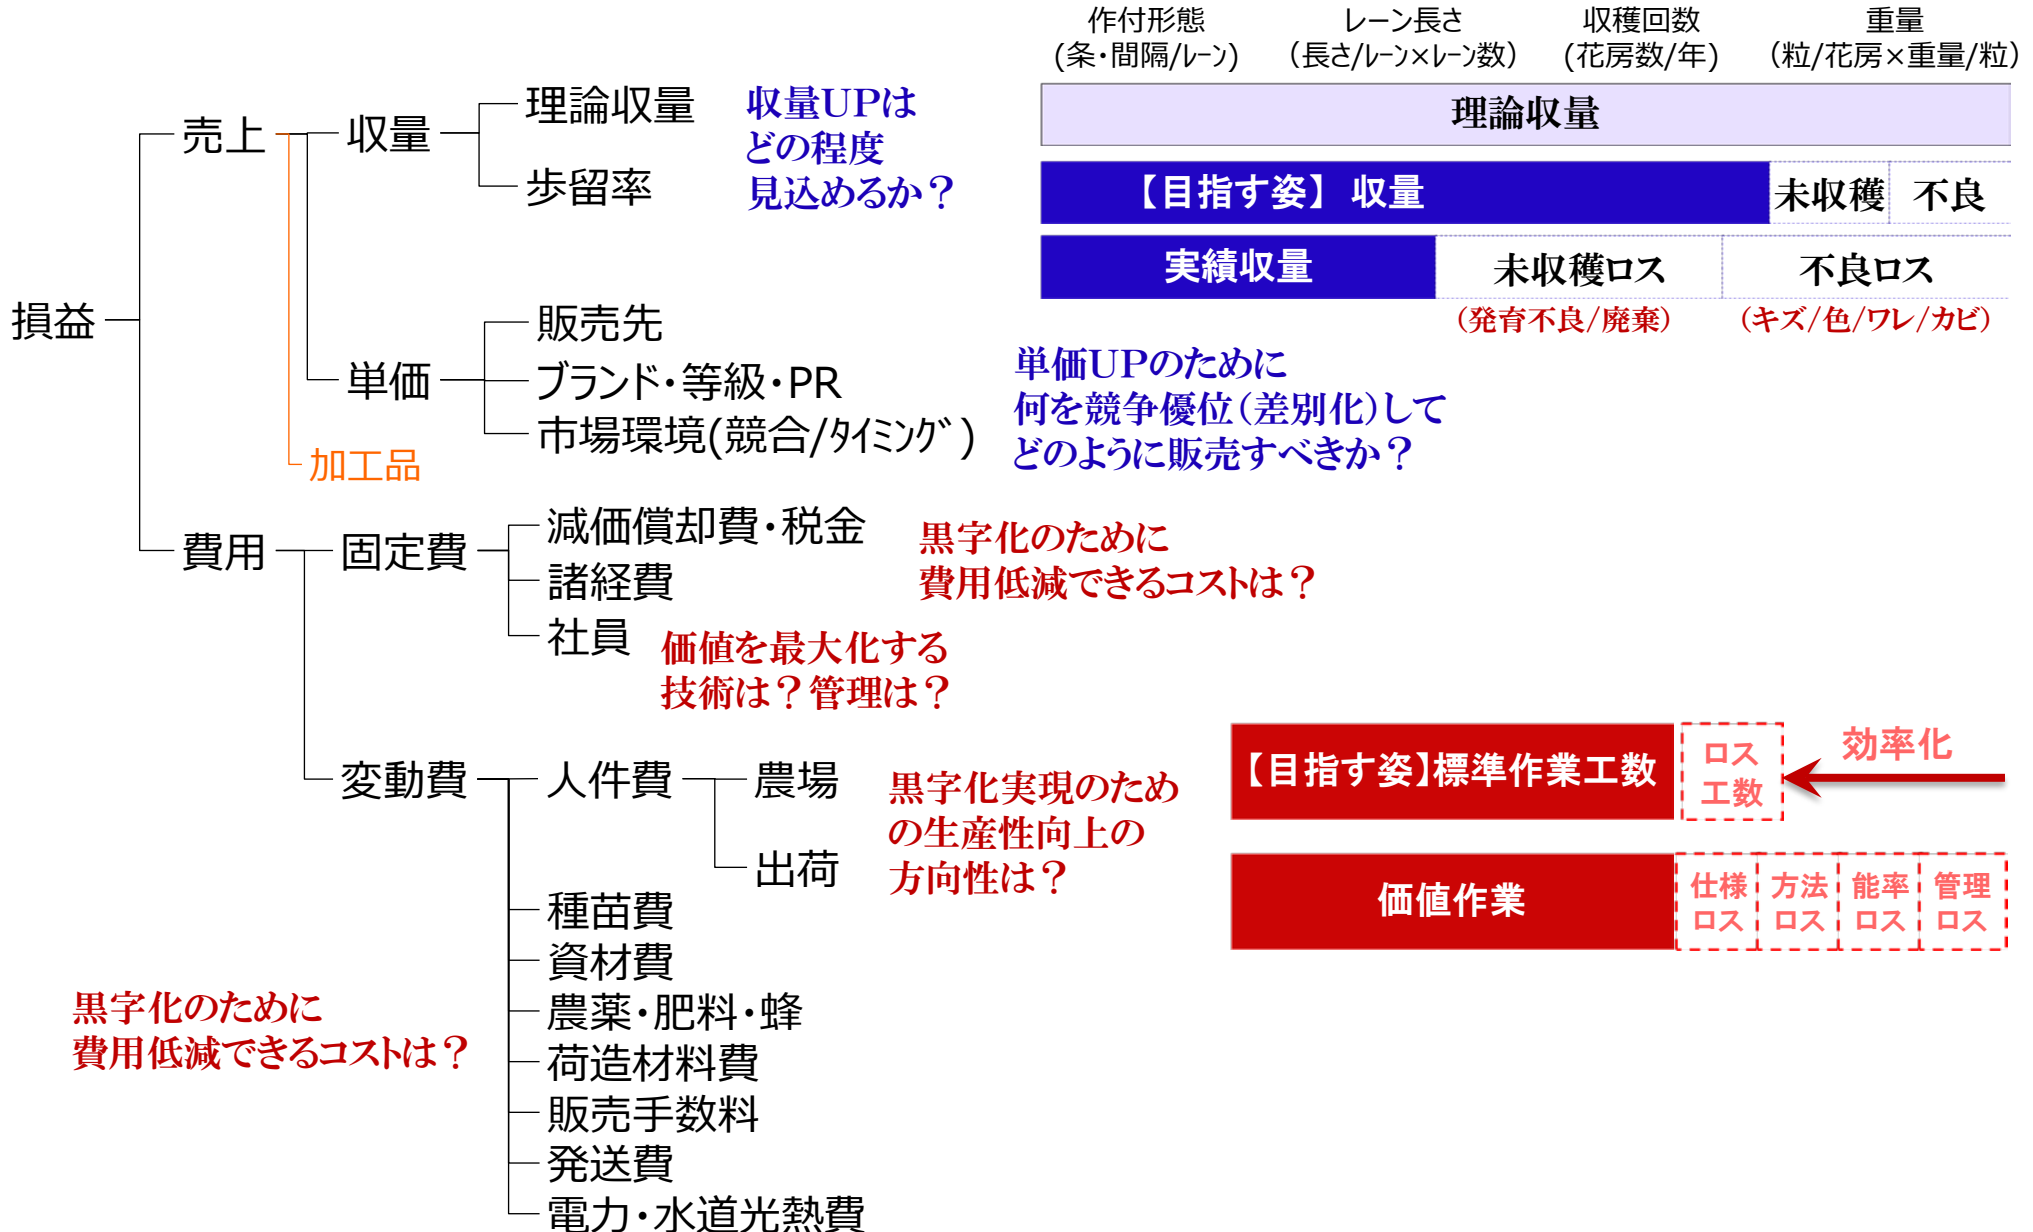 作付形態
(条・間隔/レーン)
レーン長さ
（長さ/レーン×レーン数）
収穫回数
(花房数/年)
重量
（粒/花房×重量/粒）
理論収量
【目指す姿】 収量
未収穫
不良
実績収量
未収穫ロス
不良ロス
（発育不良/廃棄）
（キズ/色/ワレ/カビ）
損益
売上
収量
理論収量
歩留率
収量UPは
どの程度
見込めるか？
単価
販売先
ブランド・等級・PR
市場環境(競合/ﾀｲﾐﾝｸﾞ)
単価UPのために
何を競争優位（差別化）して
どのように販売すべきか？
加工品
費用
固定費
減価償却費・税金
諸経費
社員
黒字化のために
費用低減できるコストは？
価値を最大化する
技術は？管理は？
変動費
人件費
農場
出荷
黒字化実現のため
の生産性向上の
方向性は？
【目指す姿】標準作業工数
ロス
工数
効率化
価値作業
仕様
ロス
方法
ロス
能率
ロス
管理
ロス
種苗費
資材費
農薬・肥料・蜂
荷造材料費
販売手数料
発送費
電力・水道光熱費
黒字化のために
費用低減できるコストは？